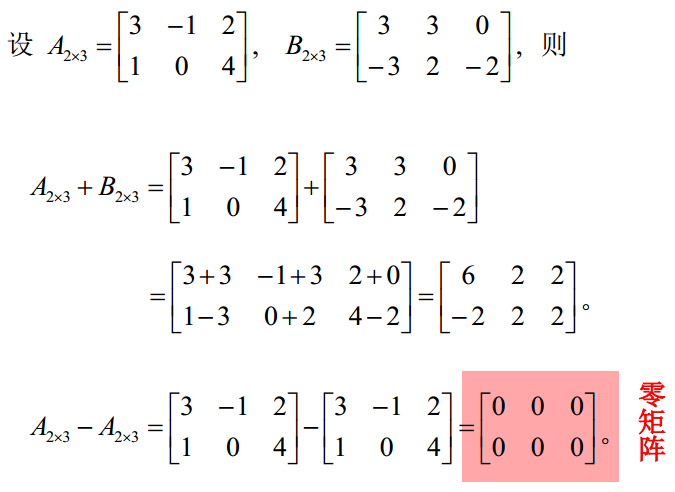 设 A₂ₓ₃ = [3 −1 2; 1 0 4], B₂ₓ₃ = [3 3 0; −3 2 −2], 则
A₂ₓ₃ + B₂ₓ₃ = [3 −1 2; 1 0 4] + [3 3 0; −3 2 −2]
= [3+3 −1+3 2+0; 1−3 0+2 4−2] = [6 2 2; −2 2 2]。
A₂ₓ₃ − A₂ₓ₃ = [3 −1 2; 1 0 4] − [3 −1 2; 1 0 4] = [0 0 0; 0 0 0]。
零矩阵